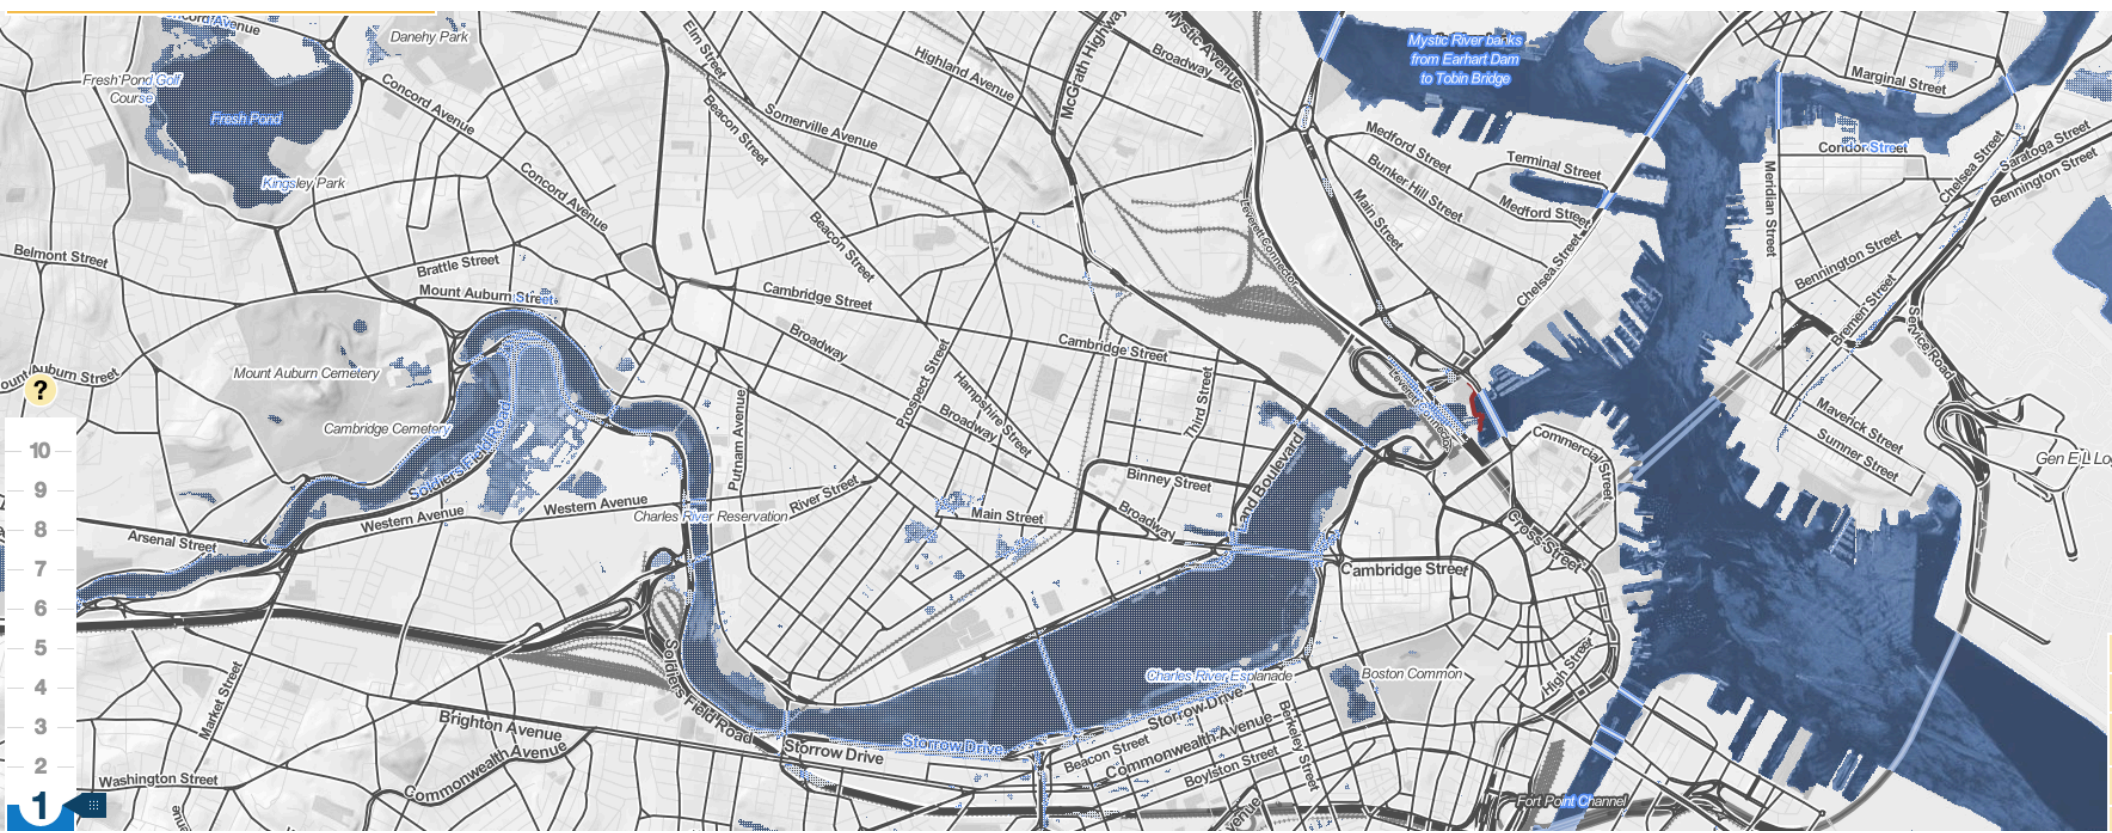 Concord Avenue
Danehy Park
Elm Street
Highland Avenue
McGrath Highway
Mystic Avenue
Broadway
Mystic River banks
from Earhart Dam
to Tobin Bridge
Marginal Street
Fresh Pond Golf
Course
Fresh Pond
Concord Avenue
Beacon Street
Somerville Avenue
Medford Street
Bunker Hill Street
Terminal Street
Condor Street
Chelsea Street
Saratoga Street
Bennington Street
Kingsley Park
Concord Avenue
Main Street
Medford Street
Meridian Street
Leverett Connector
Belmont Street
Brattle Street
Beacon Street
Chelsea Street
Bennington Street
Mount Auburn Street
Cambridge Street
Bremen Street
Service Road
Broadway
Cambridge Street
Mount Auburn Cemetery
ount Auburn Street
?
Prospect Street
Hampshire Street
Third Street
Leverett Connector
Putnam Avenue
Broadway
Maverick Street
Sumner Street
Cambridge Cemetery
Soldiers Field Road
Commercial Street
Gen E L Log
10
9
8
7
6
5
4
3
2
1
Binney Street
Land Boulevard
Western Avenue
Western Avenue
River Street
Charles River Reservation
Main Street
Broadway
Cross Street
Arsenal Street
Cambridge Street
Soldiers Field Road
Charles River Esplanade
Boston Common
High Street
Market Street
Brighton Avenue
Commonwealth Avenue
Storrow Drive
Storrow Drive
Storrow Drive
Beacon Street
Commonwealth Avenue
Boylston Street
Berkeley Street
Washington Street
Fort Point Channel
venue